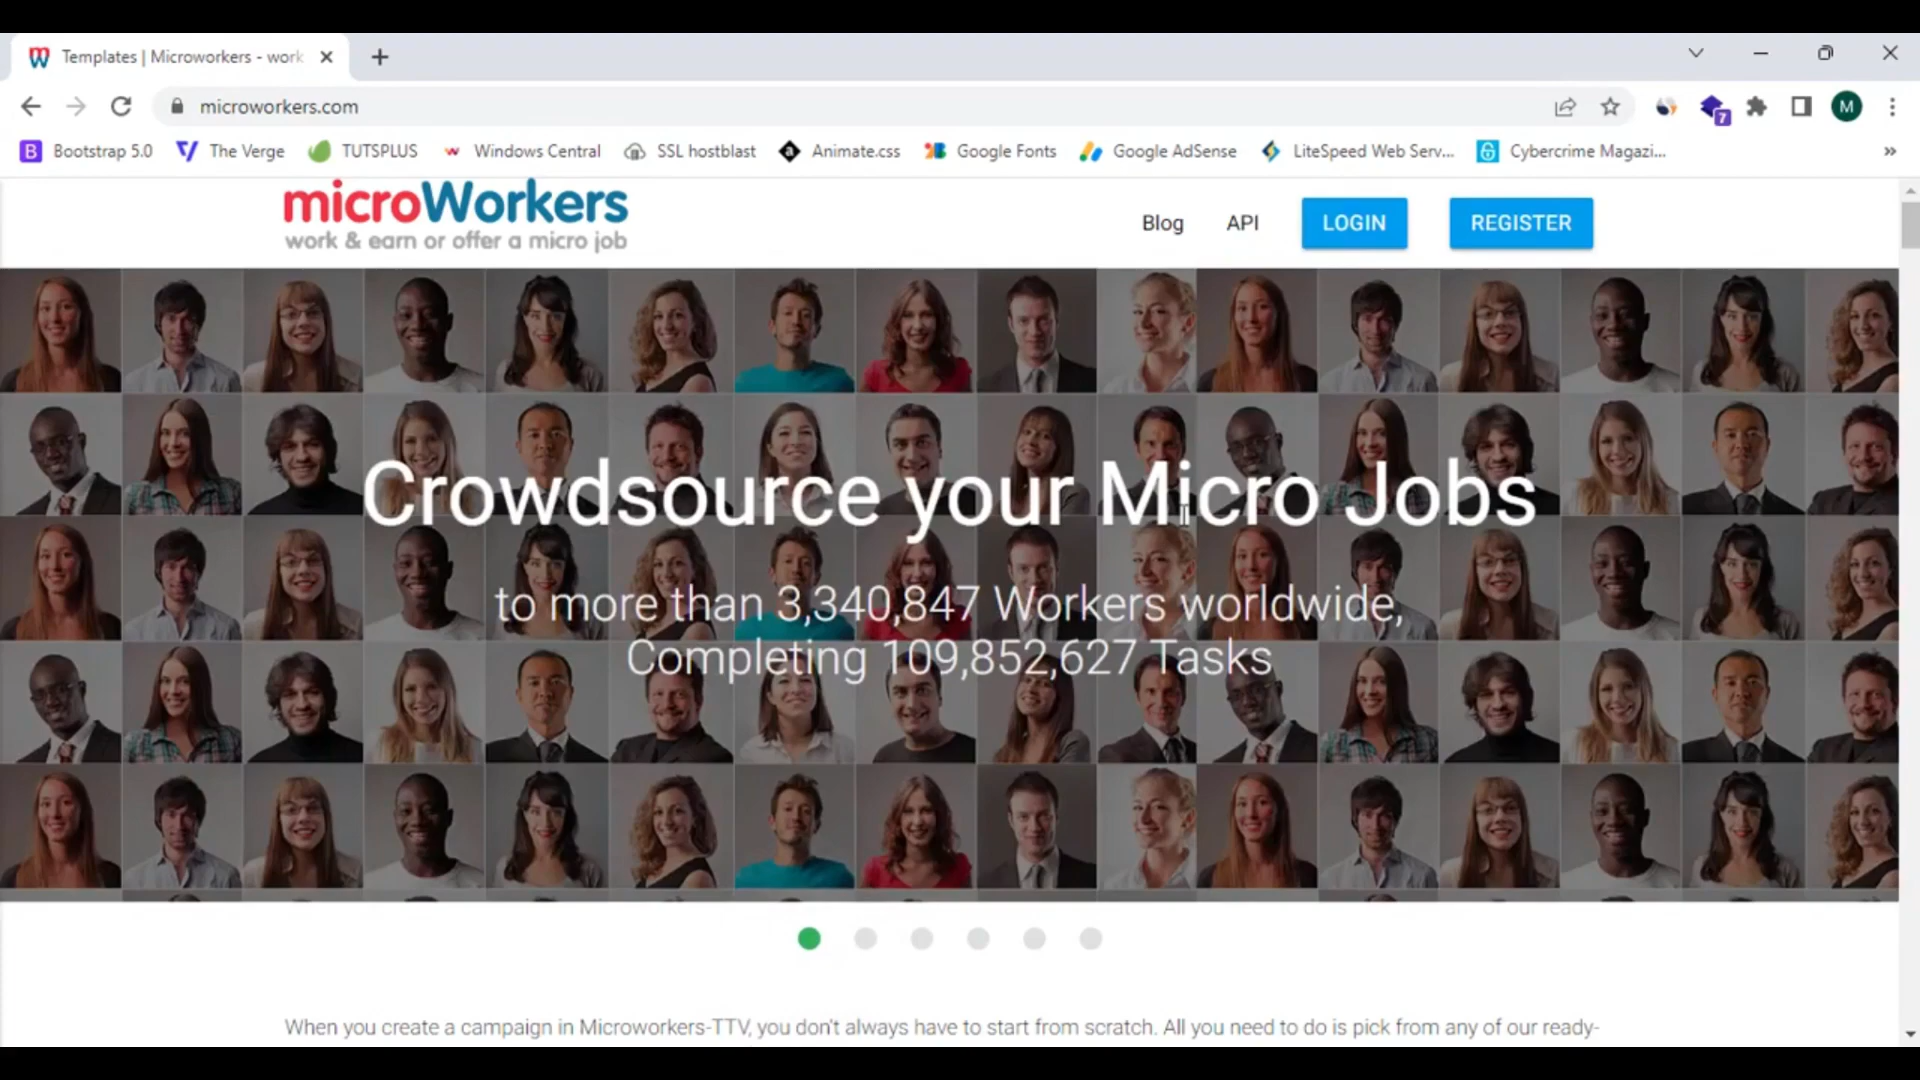 Templates | Microworkers - work
microworkers.com
M
7
B Bootstrap 5.0 The Verge TUTSPLUS Windows Central SSL hostblast Animate.css Google Fonts Google AdSense LiteSpeed Web Serv... Cybercrime Magazi... »
microWorkers
work & earn or offer a micro job
Blog API LOGIN REGISTER
Crowdsource your Micro Jobs
to more than 3,340,847 Workers worldwide,
Completing 109,852,627 Tasks
When you create a campaign in Microworkers-TTV, you don't always have to start from scratch. All you need to do is pick from any of our ready-